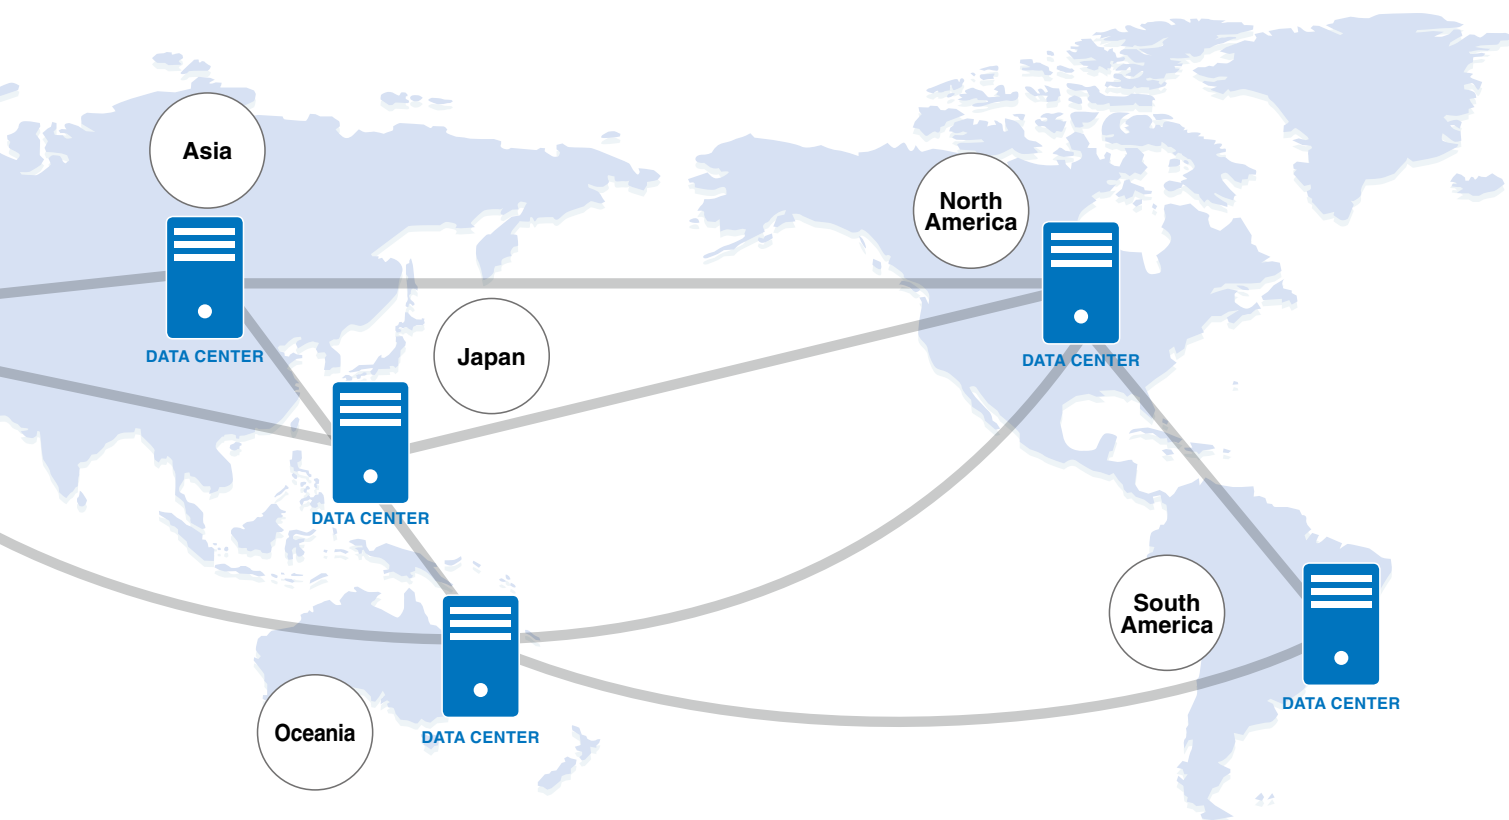 Asia
DATA CENTER
North
America
DATA CENTER
Japan
DATA CENTER
South
America
DATA CENTER
Oceania
DATA CENTER